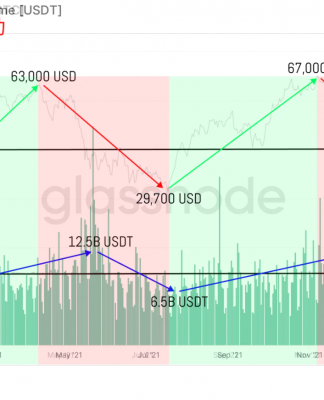 me [USDT]
63,000 USD
67,000
glassnode
29,700 USD
12.5B USDT
6.5B USDT
May '21
Jul '21
Sep '21
Nov '21